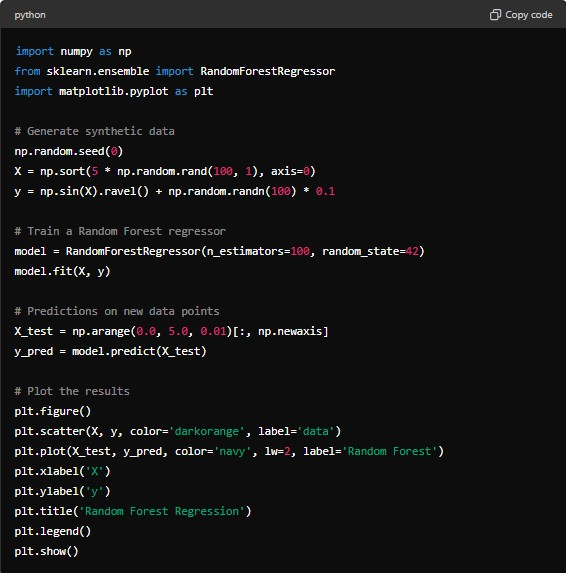 python
Copy code
import numpy as np
from sklearn.ensemble import RandomForestRegressor
import matplotlib.pyplot as plt
# Generate synthetic data
np.random.seed(0)
X = np.sort(5 * np.random.rand(100, 1), axis=0)
y = np.sin(X).ravel() + np.random.randn(100) * 0.1
# Train a Random Forest regressor
model = RandomForestRegressor(n_estimators=100, random_state=42)
model.fit(X, y)
# Predictions on new data points
X_test = np.arange(0.0, 5.0, 0.01)[:, np.newaxis]
y_pred = model.predict(X_test)
# Plot the results
plt.figure()
plt.scatter(X, y, color='darkorange', label='data')
plt.plot(X_test, y_pred, color='navy', lw=2, label='Random Forest')
plt.xlabel('X')
plt.ylabel('y')
plt.title('Random Forest Regression')
plt.legend()
plt.show()